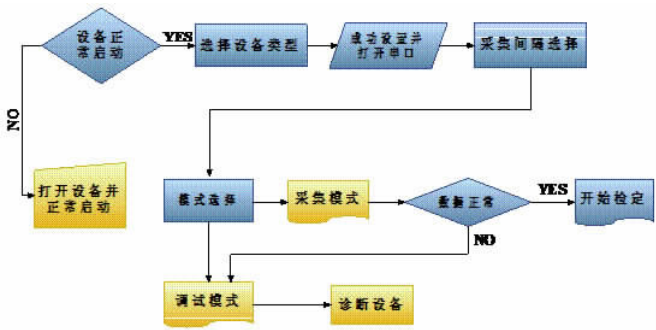 设备正
常启动
YES
选择设备类型
成功设置并
打开串口
采集间隔选择
NO
打开设备并
正常启动
模式选择
采集模式
数据正常
YES
开始检定
NO
调试模式
诊断设备